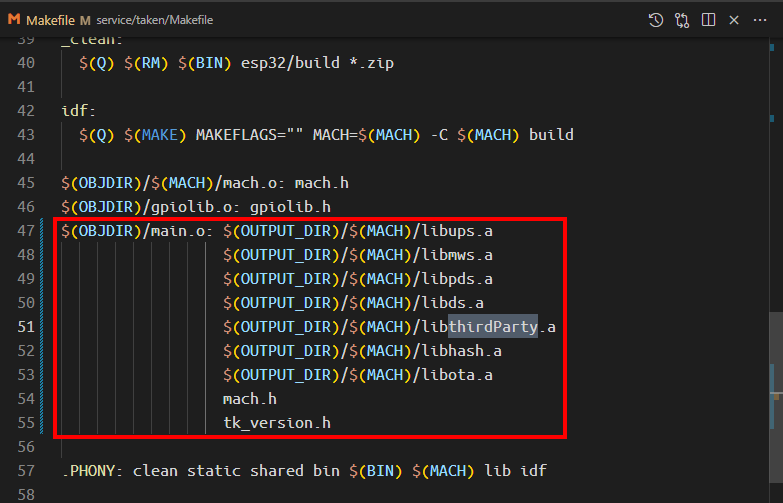 Makefile M service/taken/Makefile
39 _clean:
40 $(Q) $(RM) $(BIN) esp32/build *.zip
41
42 idf:
43 $(Q) $(MAKE) MAKEFLAGS="" MACH=$(MACH) -C $(MACH) build
44
45 $(OBJDIR)/$(MACH)/mach.o: mach.h
46 $(OBJDIR)/gpiolib.o: gpiolib.h
47 $(OBJDIR)/main.o: $(OUTPUT_DIR)/$(MACH)/libups.a
48 $(OUTPUT_DIR)/$(MACH)/libmws.a
49 $(OUTPUT_DIR)/$(MACH)/libpds.a
50 $(OUTPUT_DIR)/$(MACH)/libds.a
51 $(OUTPUT_DIR)/$(MACH)/libthirdParty.a
52 $(OUTPUT_DIR)/$(MACH)/libhash.a
53 $(OUTPUT_DIR)/$(MACH)/libota.a
54 mach.h
55 tk_version.h
56
57 .PHONY: clean static shared bin $(BIN) $(MACH) lib idf
58